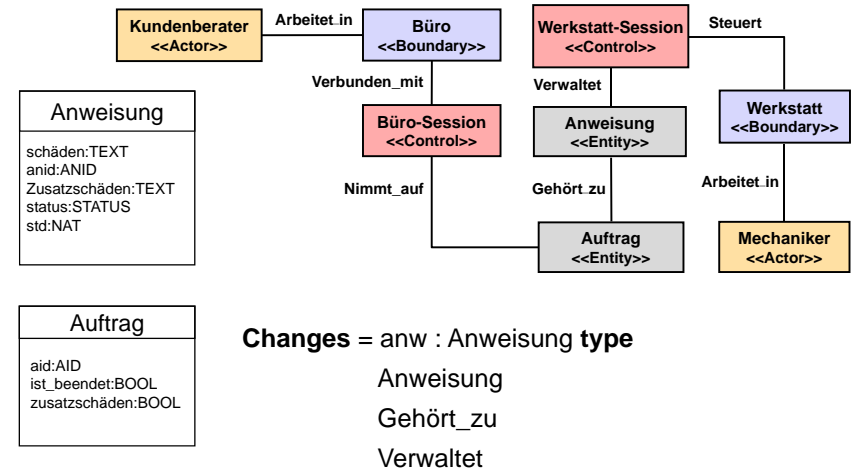 Kundenberater
<<Actor>>
Arbeitet_in
Büro
<<Boundary>>
Werkstatt-Session
<<Control>>
Steuert
Verbunden_mit
Verwaltet
Anweisung
schäden:TEXT
anid:ANID
Zusatzschäden:TEXT
status:STATUS
std:NAT
Büro-Session
<<Control>>
Anweisung
<<Entity>>
Werkstatt
<<Boundary>>
Nimmt_auf
Gehört_zu
Arbeitet_in
Auftrag
<<Entity>>
Mechaniker
<<Actor>>
Auftrag
aid:AID
ist_beendet:BOOL
zusatzschäden:BOOL
Changes = anw : Anweisung type
Anweisung
Gehört_zu
Verwaltet